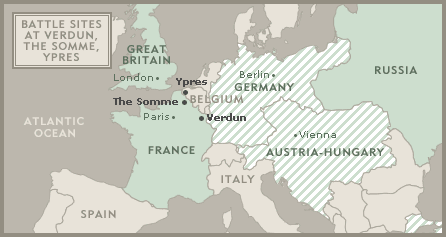 BATTLE SITES
AT VERDUN,
THE SOMME,
YPRES
GREAT
BRITAIN
London
Ypres
The Somme
BELGIUM
Paris
Verdun
Berlin
GERMANY
RUSSIA
ATLANTIC
OCEAN
FRANCE
Vienna
AUSTRIA-HUNGARY
ITALY
SPAIN